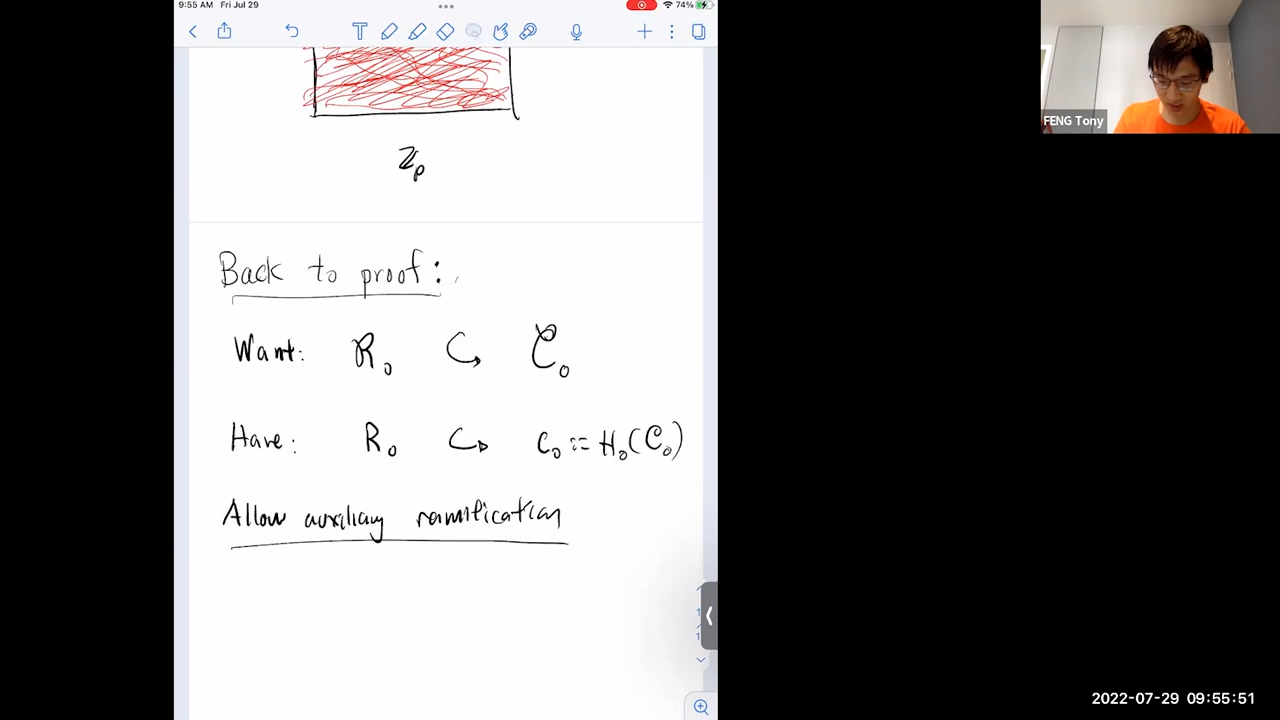 9:55 AM Fri Jul 29
74%
FENG Tony
ℤp
Back to proof:
Want: R₀ ↪ C₀
Have: R₀ ↪ C₀ := H₀(C₀)
Allow auxiliary ramification
2022-07-29 09:55:51